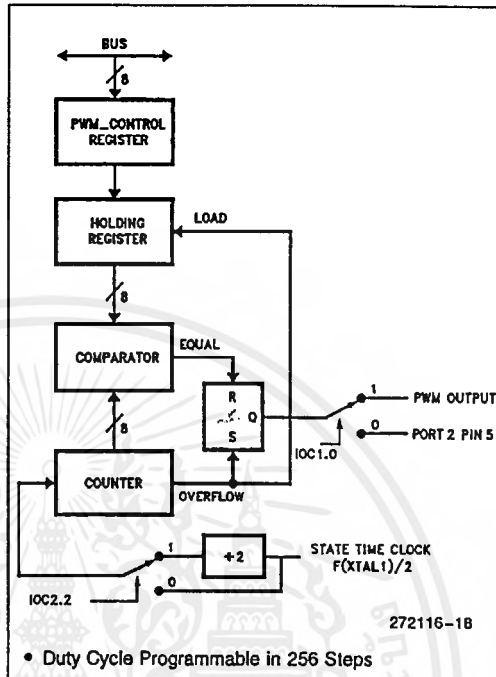 BUS
8
PWM_CONTROL
REGISTER
HOLDING
REGISTER
LOAD
8
COMPARATOR
EQUAL
R
Q
S
1
PWM OUTPUT
0
PORT 2 PIN 5
IOC1.0
8
COUNTER
OVERFLOW
1
÷2
STATE TIME CLOCK
F(XTAL1)/2
0
IOC2.2
272116-18
• Duty Cycle Programmable in 256 Steps